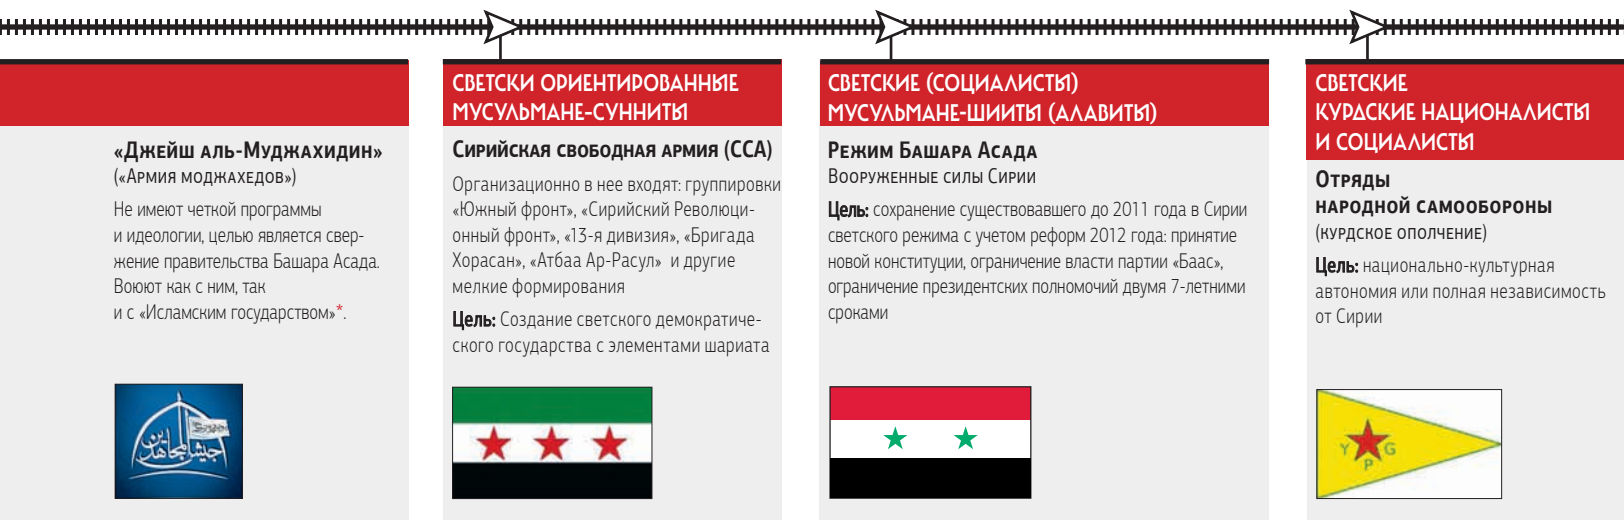 «Джейш аль-Муджахидин»
(«Армия моджахедов»)
Не имеют четкой программы
и идеологии, целью является свер-
жение правительства Башара Асада.
Воюют как с ним, так
и с «Исламским государством»*.
جيش المجاهدين
СВЕТСКИ ОРИЕНТИРОВАННЫЕ
МУСУЛЬМАНЕ-СУННИТЫ
Сирийская свободная армия (ССА)
Организационно в нее входят: группировки
«Южный фронт», «Сирийский Революци-
онный фронт», «13-я дивизия», «Бригада
Хорасан», «Атбаа Ар-Расул» и другие
мелкие формирования
Цель: Создание светского демократиче-
ского государства с элементами шариата
СВЕТСКИЕ (СОЦИАЛИСТЫ)
МУСУЛЬМАНЕ-ШИИТЫ (АЛАВИТЫ)
Режим Башара Асада
Вооруженные силы Сирии
Цель: сохранение существовавшего до 2011 года в Сирии
светского режима с учетом реформ 2012 года: принятие
новой конституции, ограничение власти партии «Баас»,
ограничение президентских полномочий двумя 7-летними
сроками
СВЕТСКИЕ
КУРДСКИЕ НАЦИОНАЛИСТЫ
И СОЦИАЛИСТЫ
Отряды
народной самообороны
(курдское ополчение)
Цель: национально-культурная
автономия или полная независимость
от Сирии
Y P G